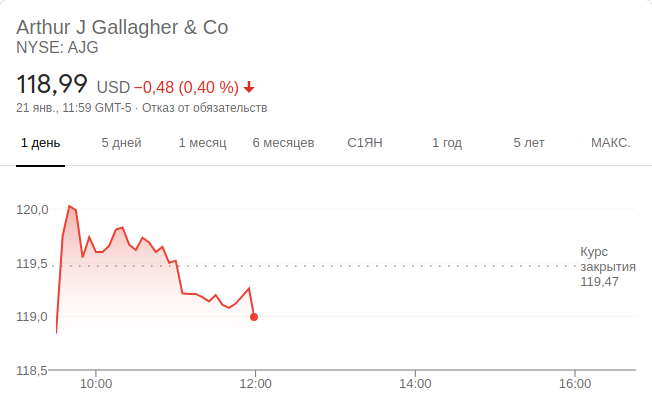 Arthur J Gallagher & Co
NYSE: AJG
118,99 USD −0,48 (0,40 %)
21 янв., 11:59 GMT-5 · Отказ от обязательств
1 день 5 дней 1 месяц 6 месяцев С1ЯН 1 год 5 лет МАКС.
120,0
Курс
119,5 закрытия
119,47
119,0
118,5
10:00 12:00 14:00 16:00